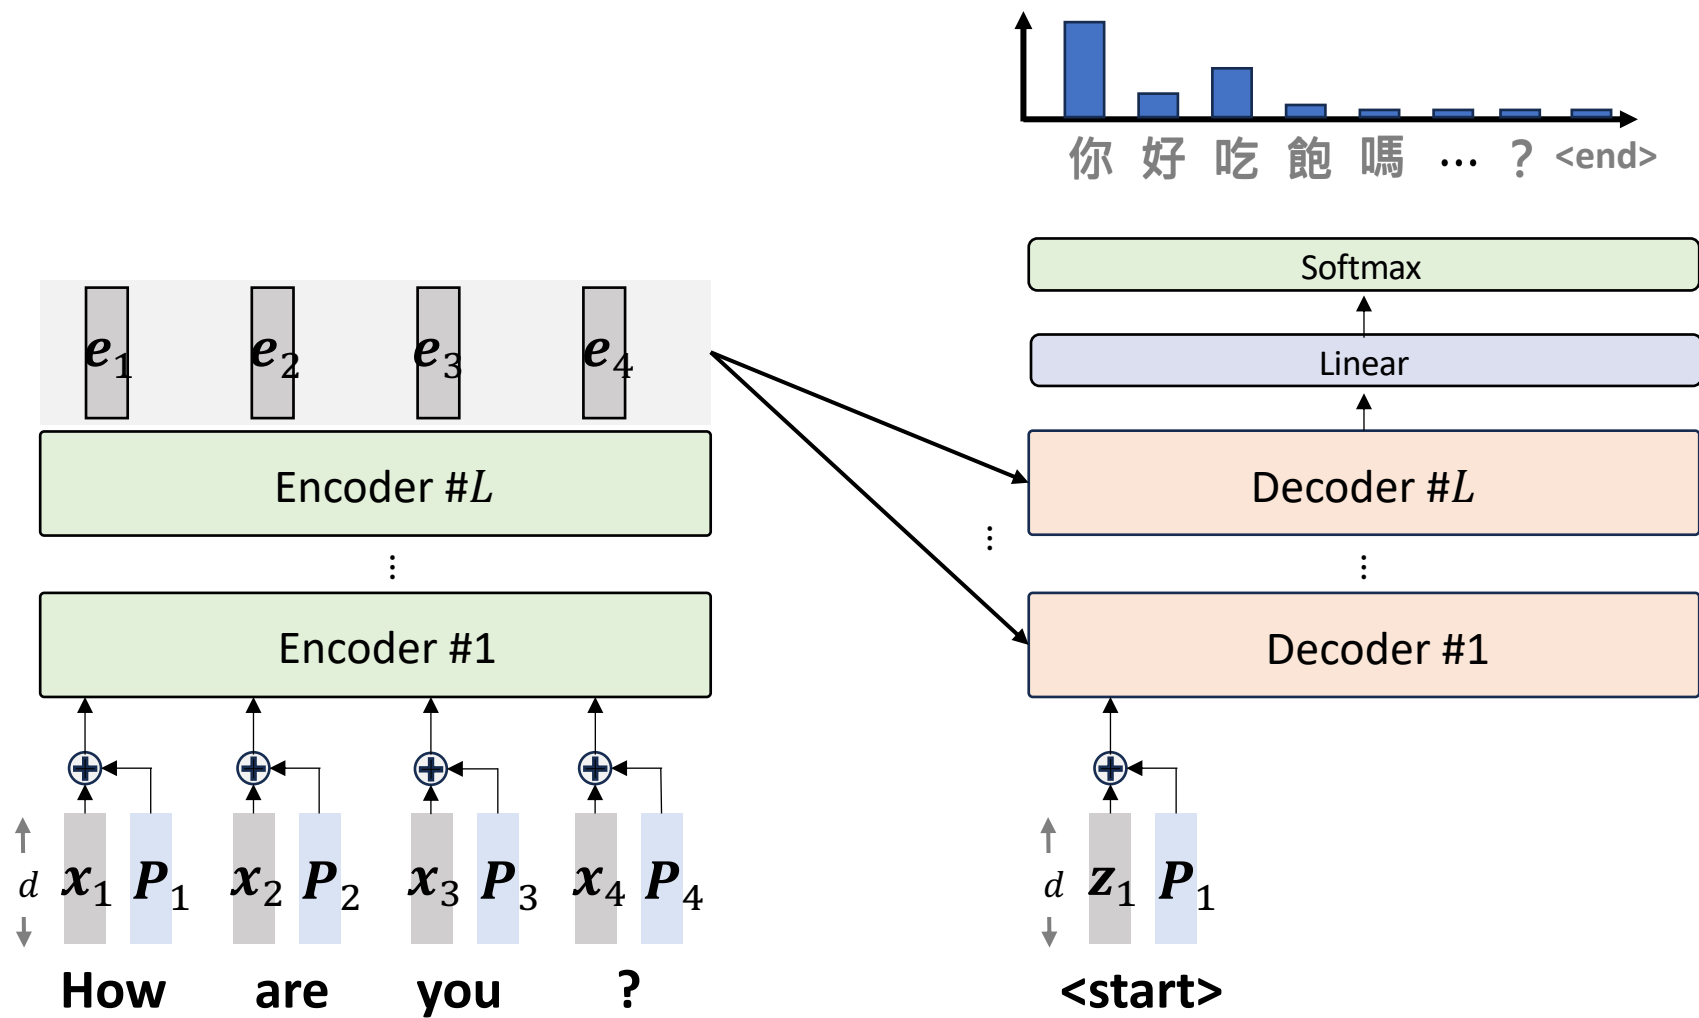 你 好 吃 飽 嗎 … ? <end>
Softmax
Linear
e1 e2 e3 e4
Encoder #L
Decoder #L
⋮
⋮
⋮
Encoder #1
Decoder #1
d x1 P1 x2 P2 x3 P3 x4 P4
d z1 P1
How are you ?
<start>